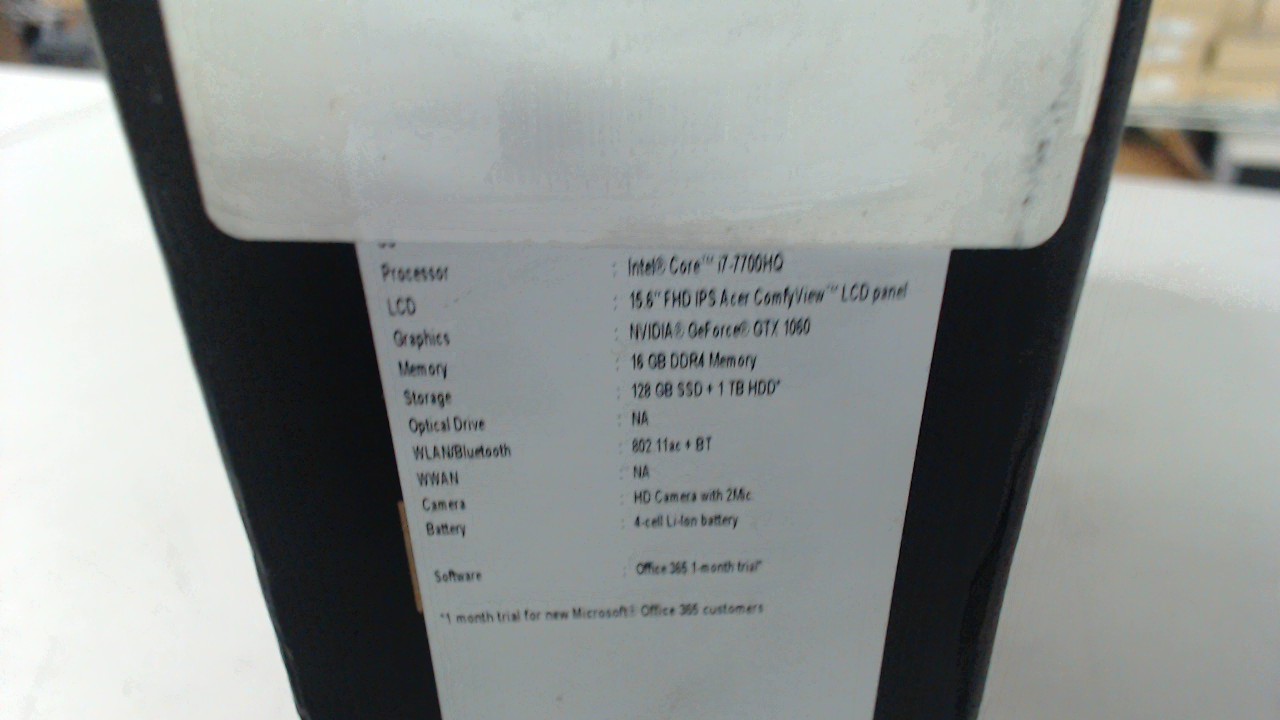 Processor : Intel® Core™ i7-7700HQ
LCD : 15.6" FHD IPS Acer ComfyView™ LCD panel
Graphics : NVIDIA® GeForce® GTX 1060
Memory : 16 GB DDR4 Memory
Storage : 128 GB SSD + 1 TB HDD*
Optical Drive : NA
WLAN/Bluetooth : 802.11ac + BT
WWAN : NA
Camera : HD Camera with 2Mic
Battery : 4-cell Li-Ion battery
Software : Office 365 1-month trial*
*1 month trial for new Microsoft® Office 365 customers